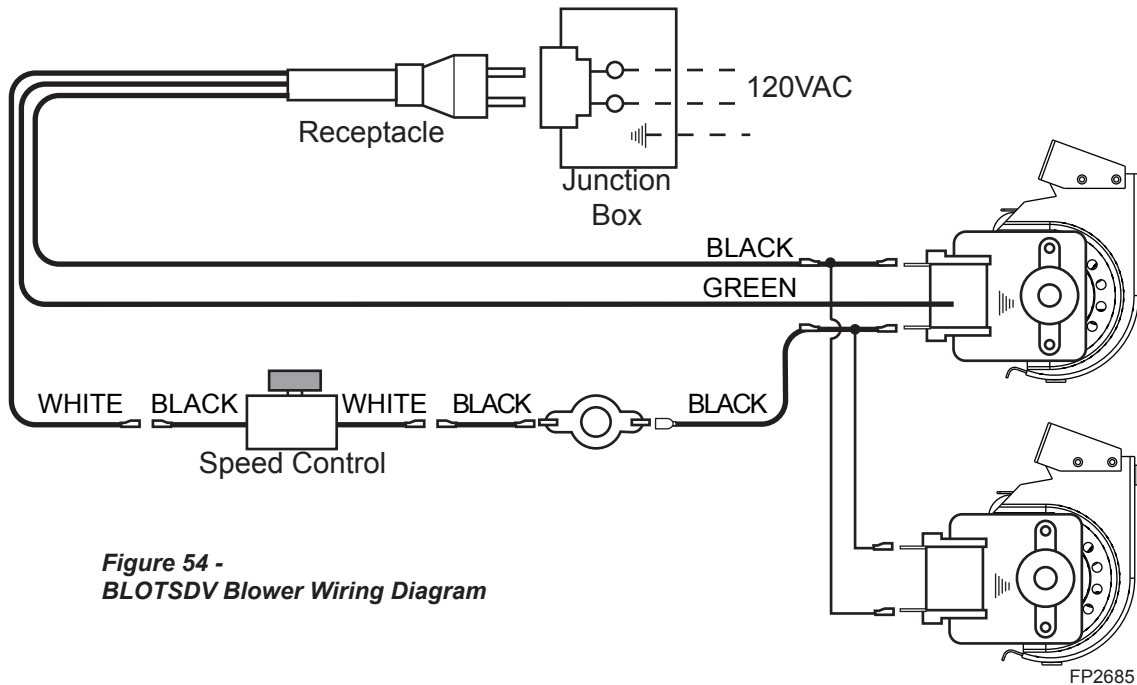 120VAC
Receptacle
Junction
Box
BLACK
GREEN
WHITE BLACK WHITE BLACK BLACK
Speed Control
Figure 54 -
BLOTSDV Blower Wiring Diagram
FP2685